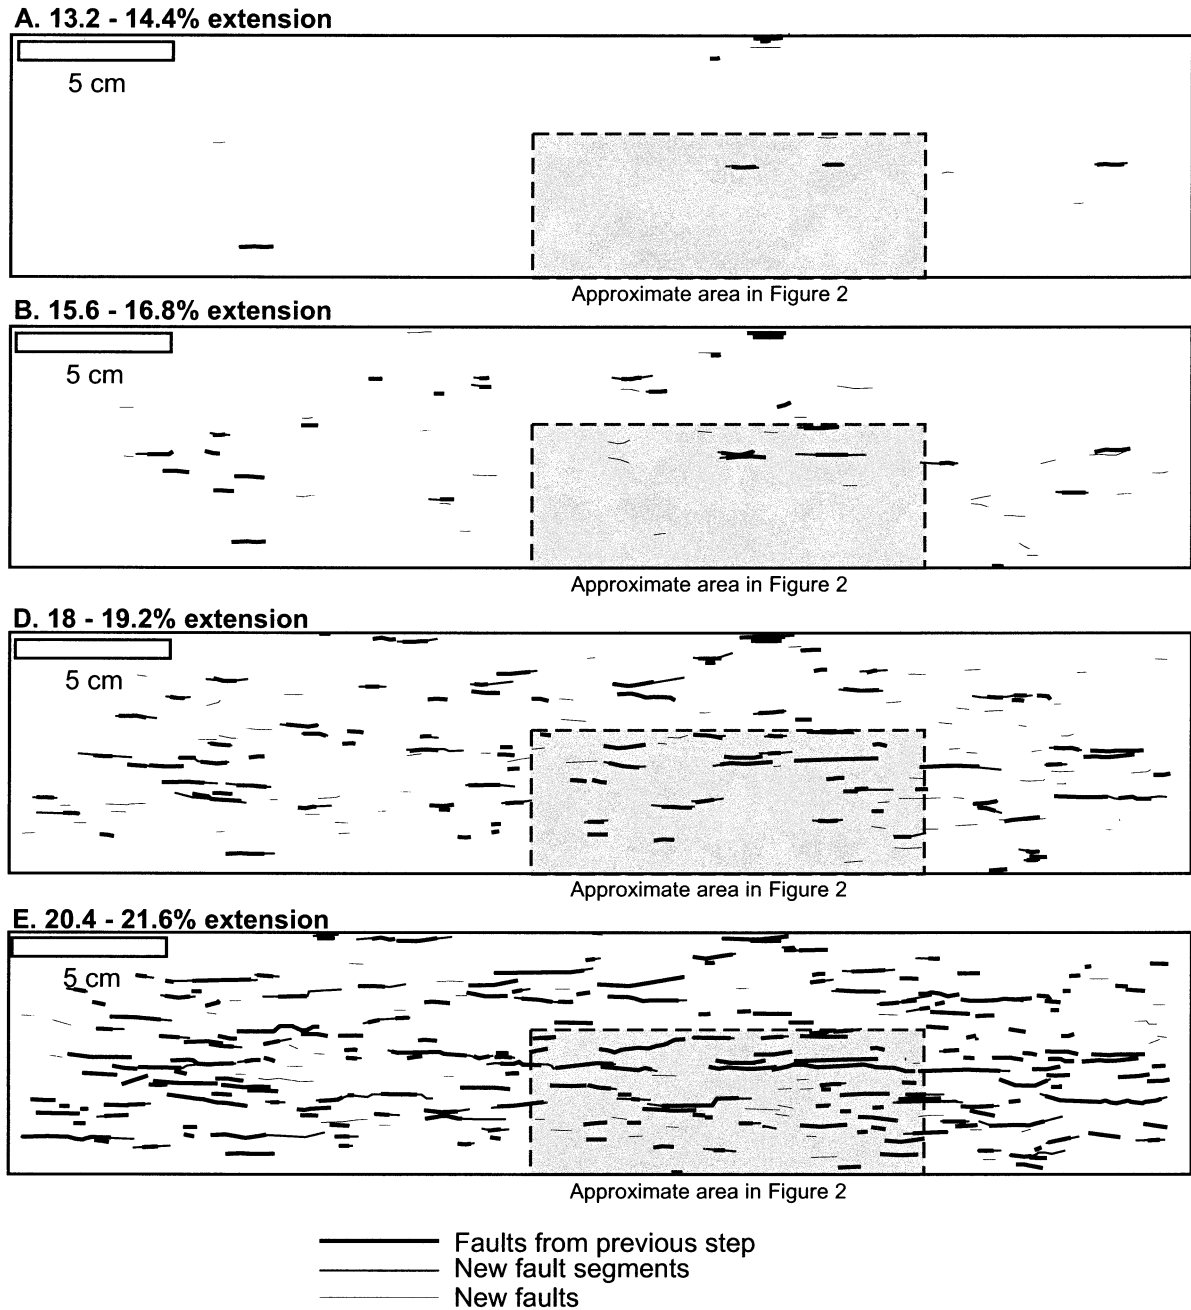 A. 13.2 - 14.4% extension
5 cm
Approximate area in Figure 2
B. 15.6 - 16.8% extension
5 cm
Approximate area in Figure 2
D. 18 - 19.2% extension
5 cm
Approximate area in Figure 2
E. 20.4 - 21.6% extension
5 cm
Approximate area in Figure 2
Faults from previous step
New fault segments
New faults